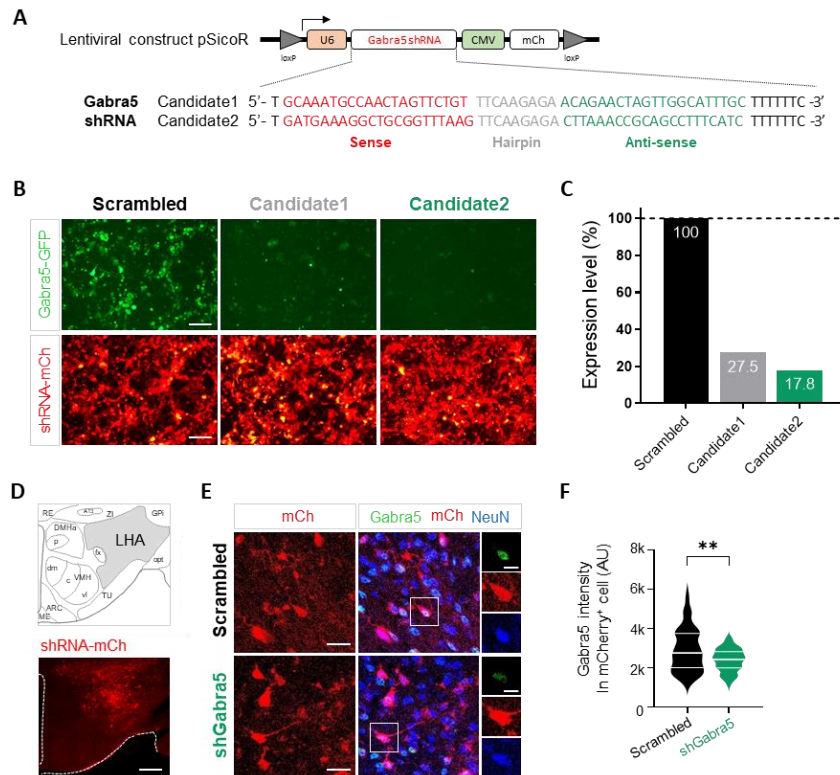 A
Lentiviral construct pSicoR
U6 Gabra5 shRNA CMV mCh
loxP loxP
Gabra5 Candidate1 5’- T GCAAATGCCAACTAGTTCTGT TTCAAGAGA ACAGAACTAGTTGGCATTTGC TTTTTTC -3’
shRNA Candidate2 5’- T GATGAAAGGCTGCGGTTTAAG TTCAAGAGA CTTAAACCGCAGCCTTTCATC TTTTTTC -3’
Sense Hairpin Anti-sense
B
Scrambled Candidate1 Candidate2
Gabra5-GFP
shRNA-mCh
C
Expression level (%)
100
80
60
40
20
0
100
27.5
17.8
Scrambled
Candidate1
Candidate2
D
RE ZI GPi
DMHa
LHA
p
fx
opt
dm
VMH
c
vl
TU
ARC
ME
shRNA-mCh
E
mCh Gabra5 mCh NeuN
Scrambled
shGabra5
F
Gabra5 intensity
In mCherry⁺ cell (AU)
8k
6k
4k
2k
0
**
Scrambled
shGabra5